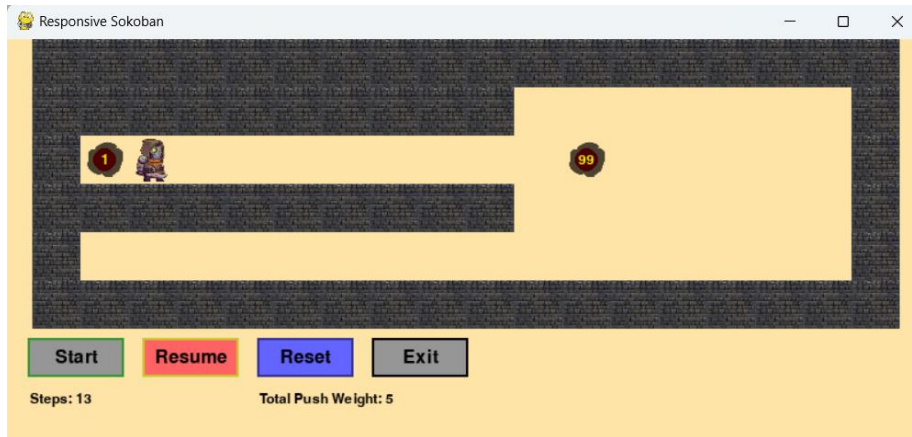 Responsive Sokoban
1
99
Start Resume Reset Exit
Steps: 13 Total Push Weight: 5